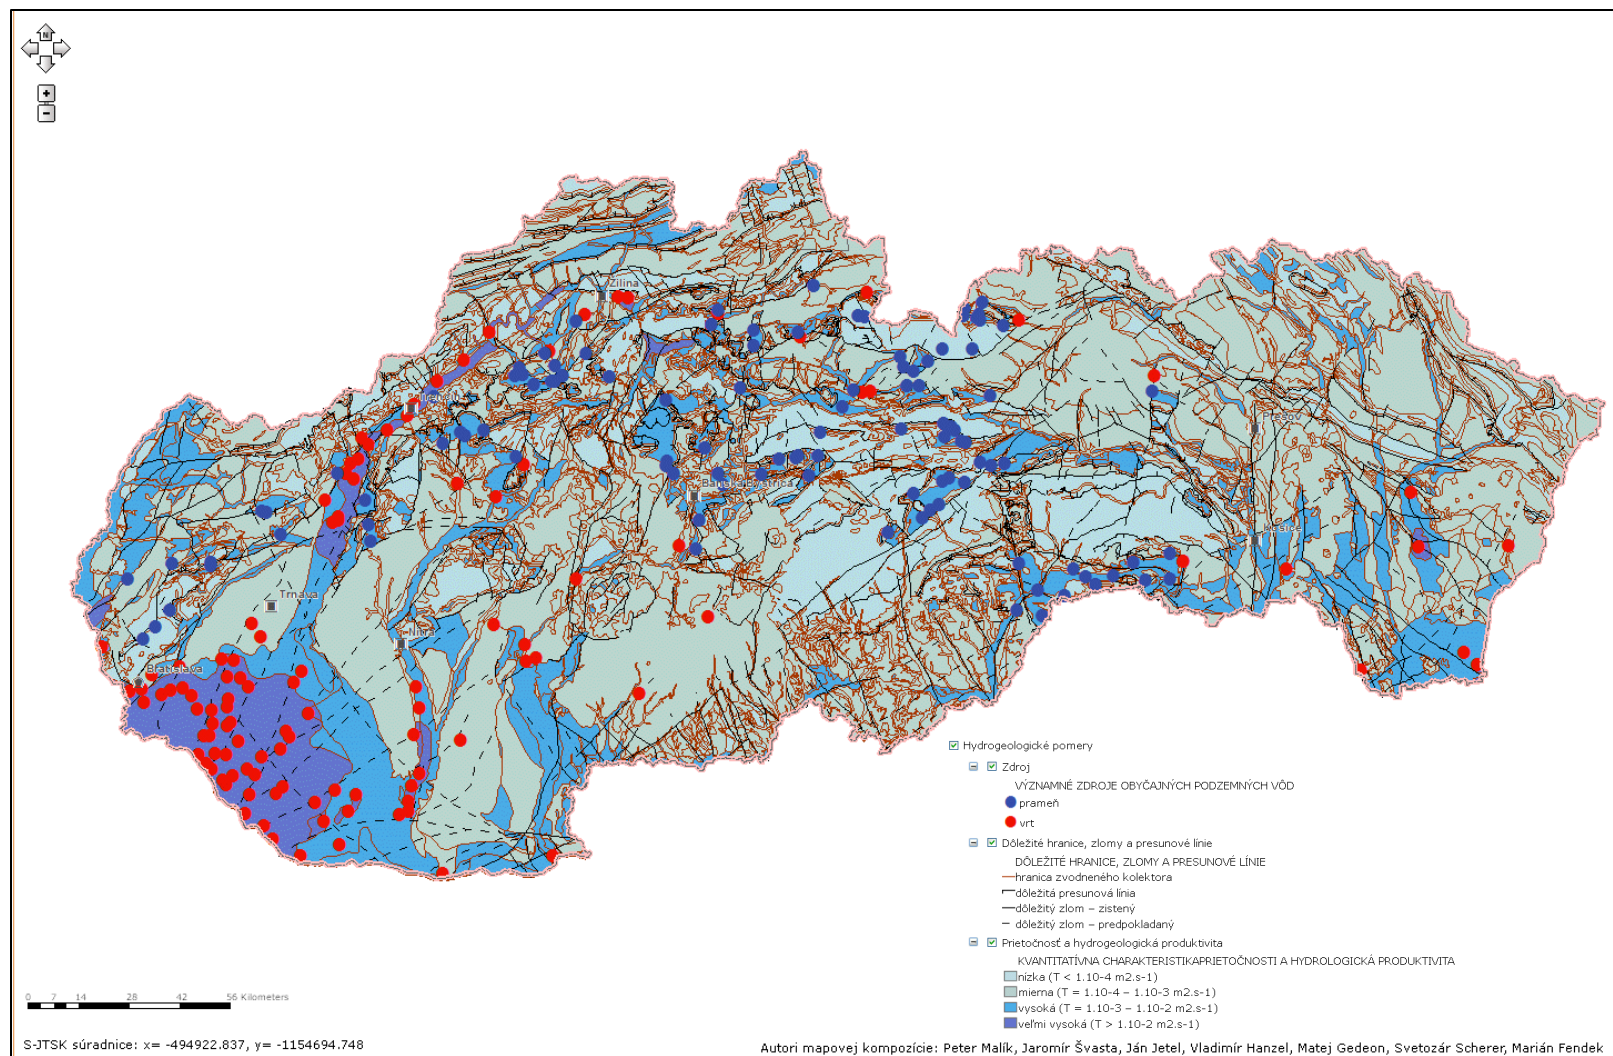 N
+
−
Žilina
Trenčín
Prešov
Banská Bystrica
Košice
Trnava
Nitra
Bratislava
Hydrogeologické pomery
Zdroj
VÝZNAMNÉ ZDROJE OBYČAJNÝCH PODZEMNÝCH VÔD
prameň
vrt
Dôležité hranice, zlomy a presunové línie
DÔLEŽITÉ HRANICE, ZLOMY A PRESUNOVÉ LÍNIE
hranica zvodneného kolektora
dôležitá presunová línia
dôležitý zlom – zistený
dôležitý zlom – predpokladaný
Prietočnosť a hydrogeologická produktivita
KVANTITATÍVNA CHARAKTERISTIKAPRIETOČNOSTI A HYDROLOGICKÁ PRODUKTIVITA
nízka (T < 1.10-4 m2.s-1)
mierna (T = 1.10-4 – 1.10-3 m2.s-1)
vysoká (T = 1.10-3 – 1.10-2 m2.s-1)
veľmi vysoká (T > 1.10-2 m2.s-1)
0 7 14 28 42 56 Kilometers
S-JTSK súradnice: x= -494922.837, y= -1154694.748
Autori mapovej kompozície: Peter Malík, Jaromír Švasta, Ján Jetel, Vladimír Hanzel, Matej Gedeon, Svetozár Scherer, Marián Fendek